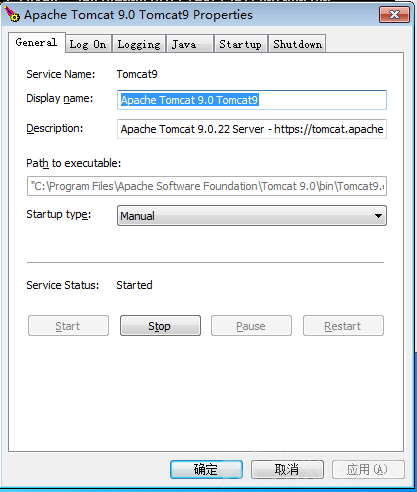 Apache Tomcat 9.0 Tomcat9 Properties
General Log On Logging Java Startup Shutdown
Service Name: Tomcat9
Display name: Apache Tomcat 9.0 Tomcat9
Description: Apache Tomcat 9.0.22 Server - https://tomcat.apache
Path to executable:
"C:\Program Files\Apache Software Foundation\Tomcat 9.0\bin\Tomcat9.e
Startup type: Manual
Service Status: Started
Start Stop Pause Restart
确定 取消 应用(A)